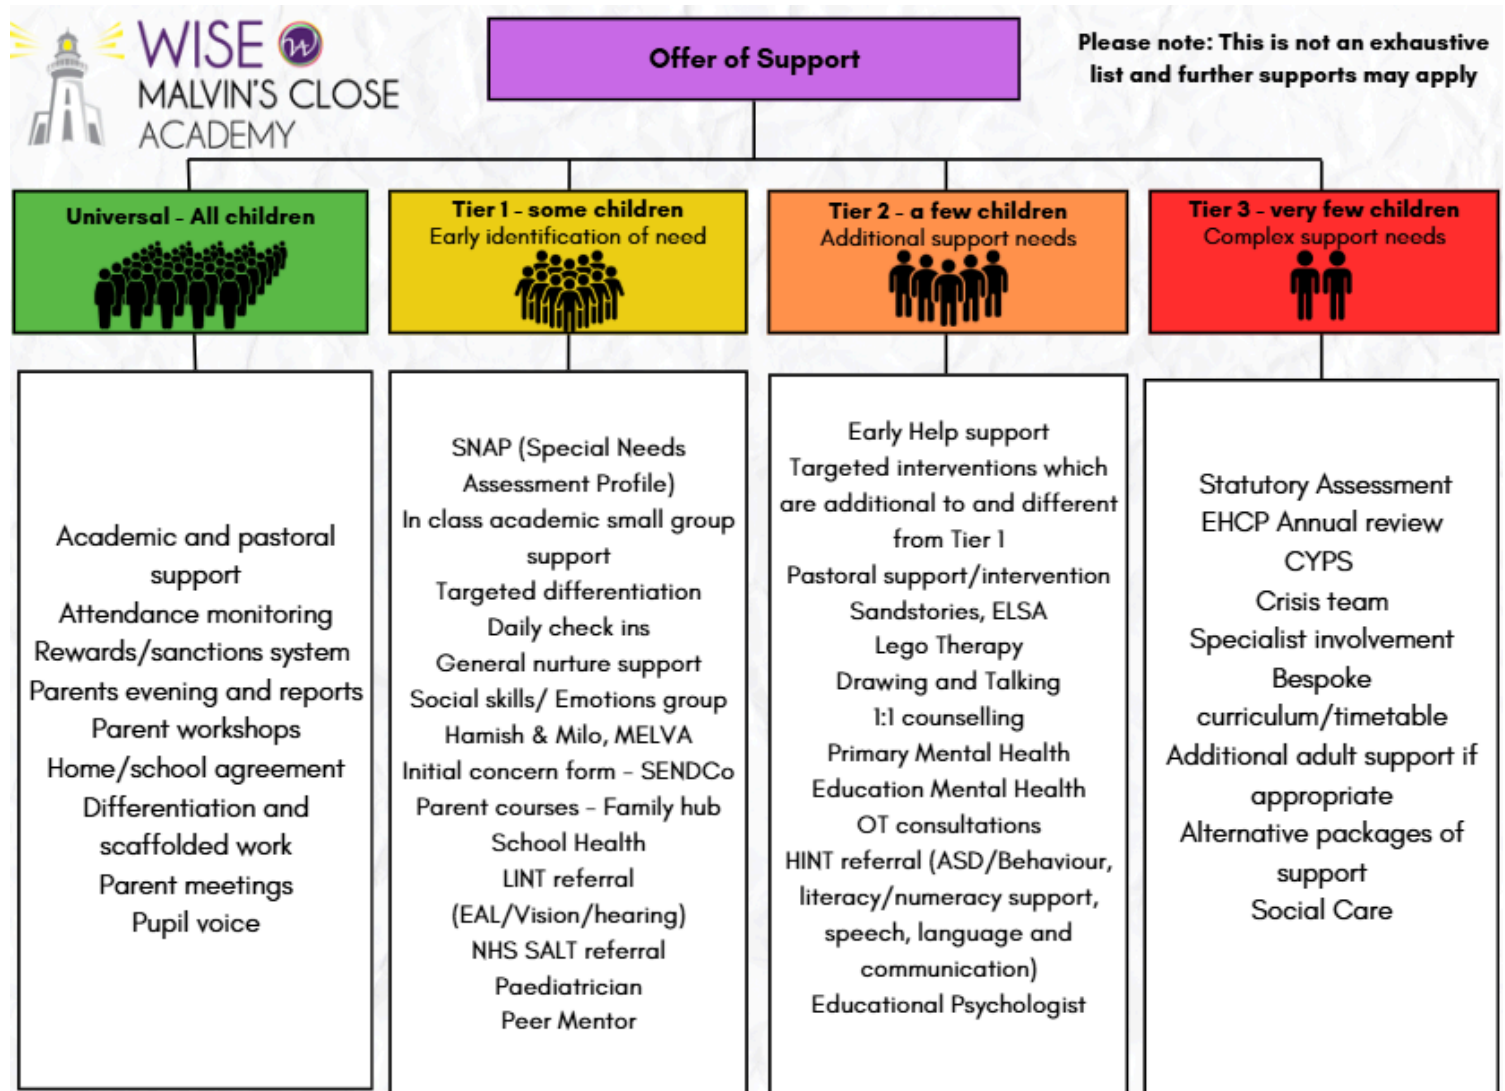 WISE
MALVIN'S CLOSE
ACADEMY
Offer of Support
Please note: This is not an exhaustive
list and further supports may apply
Universal - All children
Tier 1 - some children
Early identification of need
Tier 2 - a few children
Additional support needs
Tier 3 - very few children
Complex support needs
Academic and pastoral
support
Attendance monitoring
Rewards/sanctions system
Parents evening and reports
Parent workshops
Home/school agreement
Differentiation and
scaffolded work
Parent meetings
Pupil voice
SNAP (Special Needs
Assessment Profile)
In class academic small group
support
Targeted differentiation
Daily check ins
General nurture support
Social skills/ Emotions group
Hamish & Milo, MELVA
Initial concern form - SENDCo
Parent courses - Family hub
School Health
LINT referral
(EAL/Vision/hearing)
NHS SALT referral
Paediatrician
Peer Mentor
Early Help support
Targeted interventions which
are additional to and different
from Tier 1
Pastoral support/intervention
Sandstories, ELSA
Lego Therapy
Drawing and Talking
1:1 counselling
Primary Mental Health
Education Mental Health
OT consultations
HINT referral (ASD/Behaviour,
literacy/numeracy support,
speech, language and
communication)
Educational Psychologist
Statutory Assessment
EHCP Annual review
CYPS
Crisis team
Specialist involvement
Bespoke
curriculum/timetable
Additional adult support if
appropriate
Alternative packages of
support
Social Care